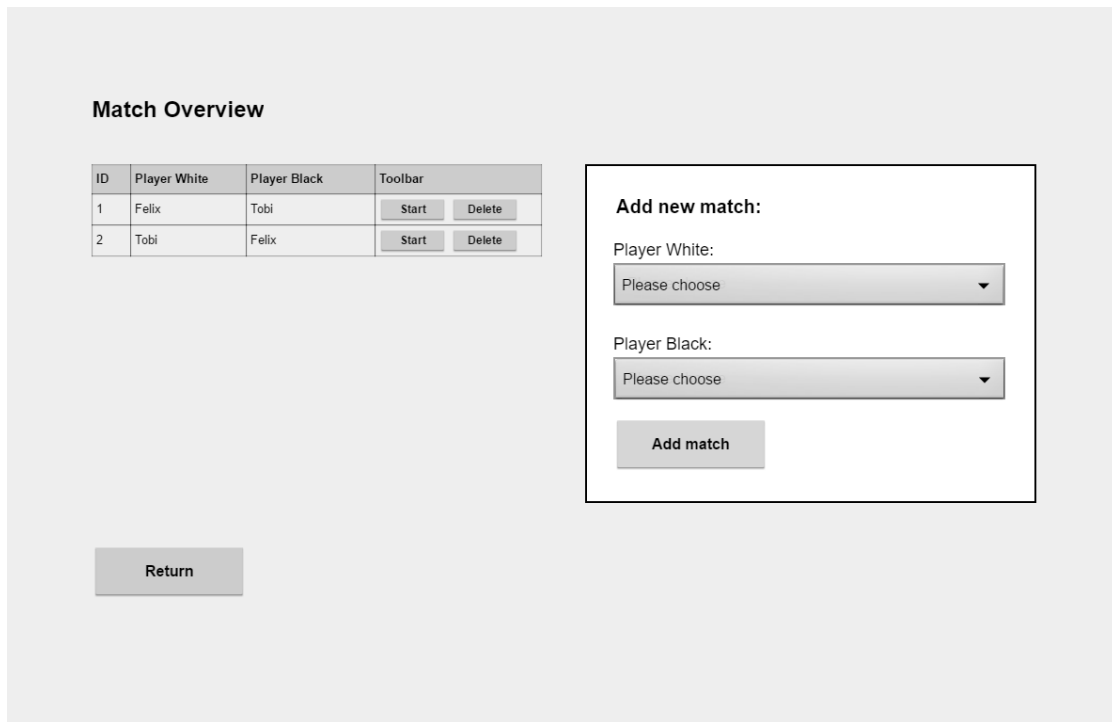 Match Overview
ID Player White Player Black Toolbar
1 Felix Tobi Start Delete
2 Tobi Felix Start Delete
Add new match:
Player White:
Please choose
Player Black:
Please choose
Add match
Return